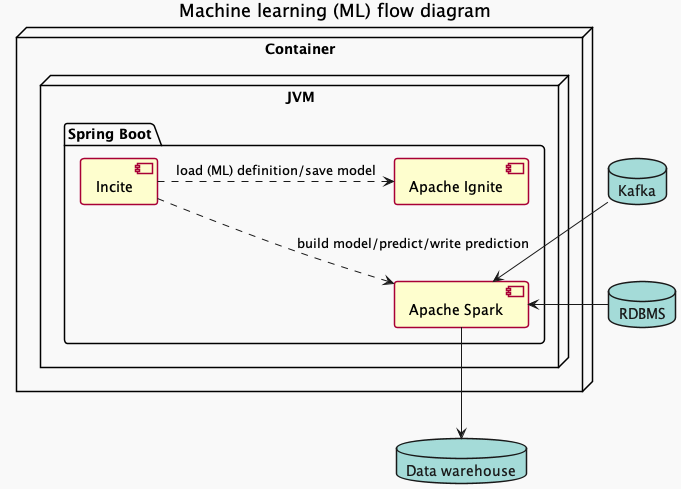 Machine learning (ML) flow diagram
Container
JVM
Spring Boot
Incite
load (ML) definition/save model
Apache Ignite
Kafka
build model/predict/write prediction
Apache Spark
RDBMS
Data warehouse